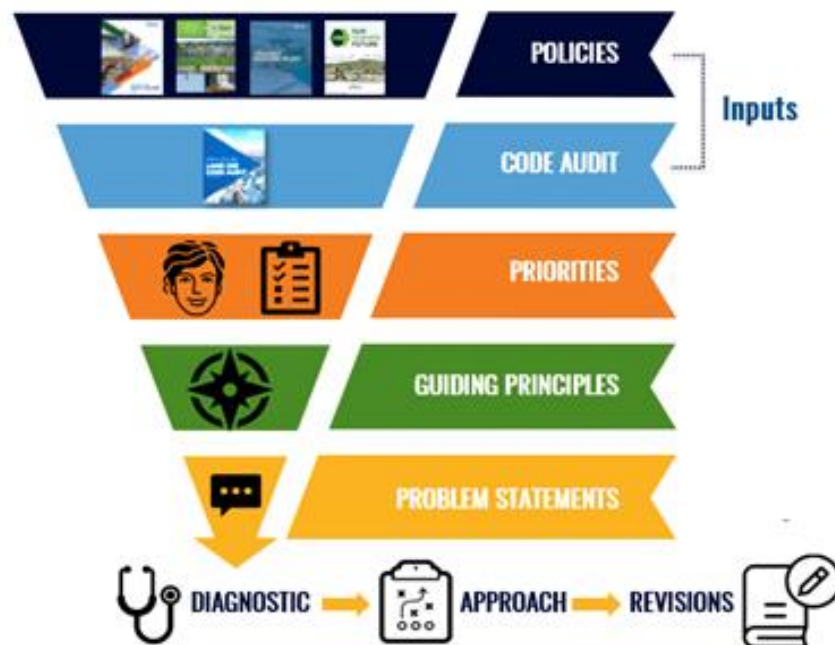 POLICIES
Inputs
CODE AUDIT
PRIORITIES
GUIDING PRINCIPLES
PROBLEM STATEMENTS
DIAGNOSTIC
APPROACH
REVISIONS